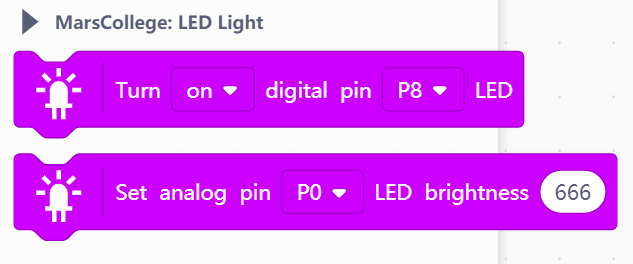 MarsCollege: LED Light
Turn on digital pin P8 LED
Set analog pin P0 LED brightness 666